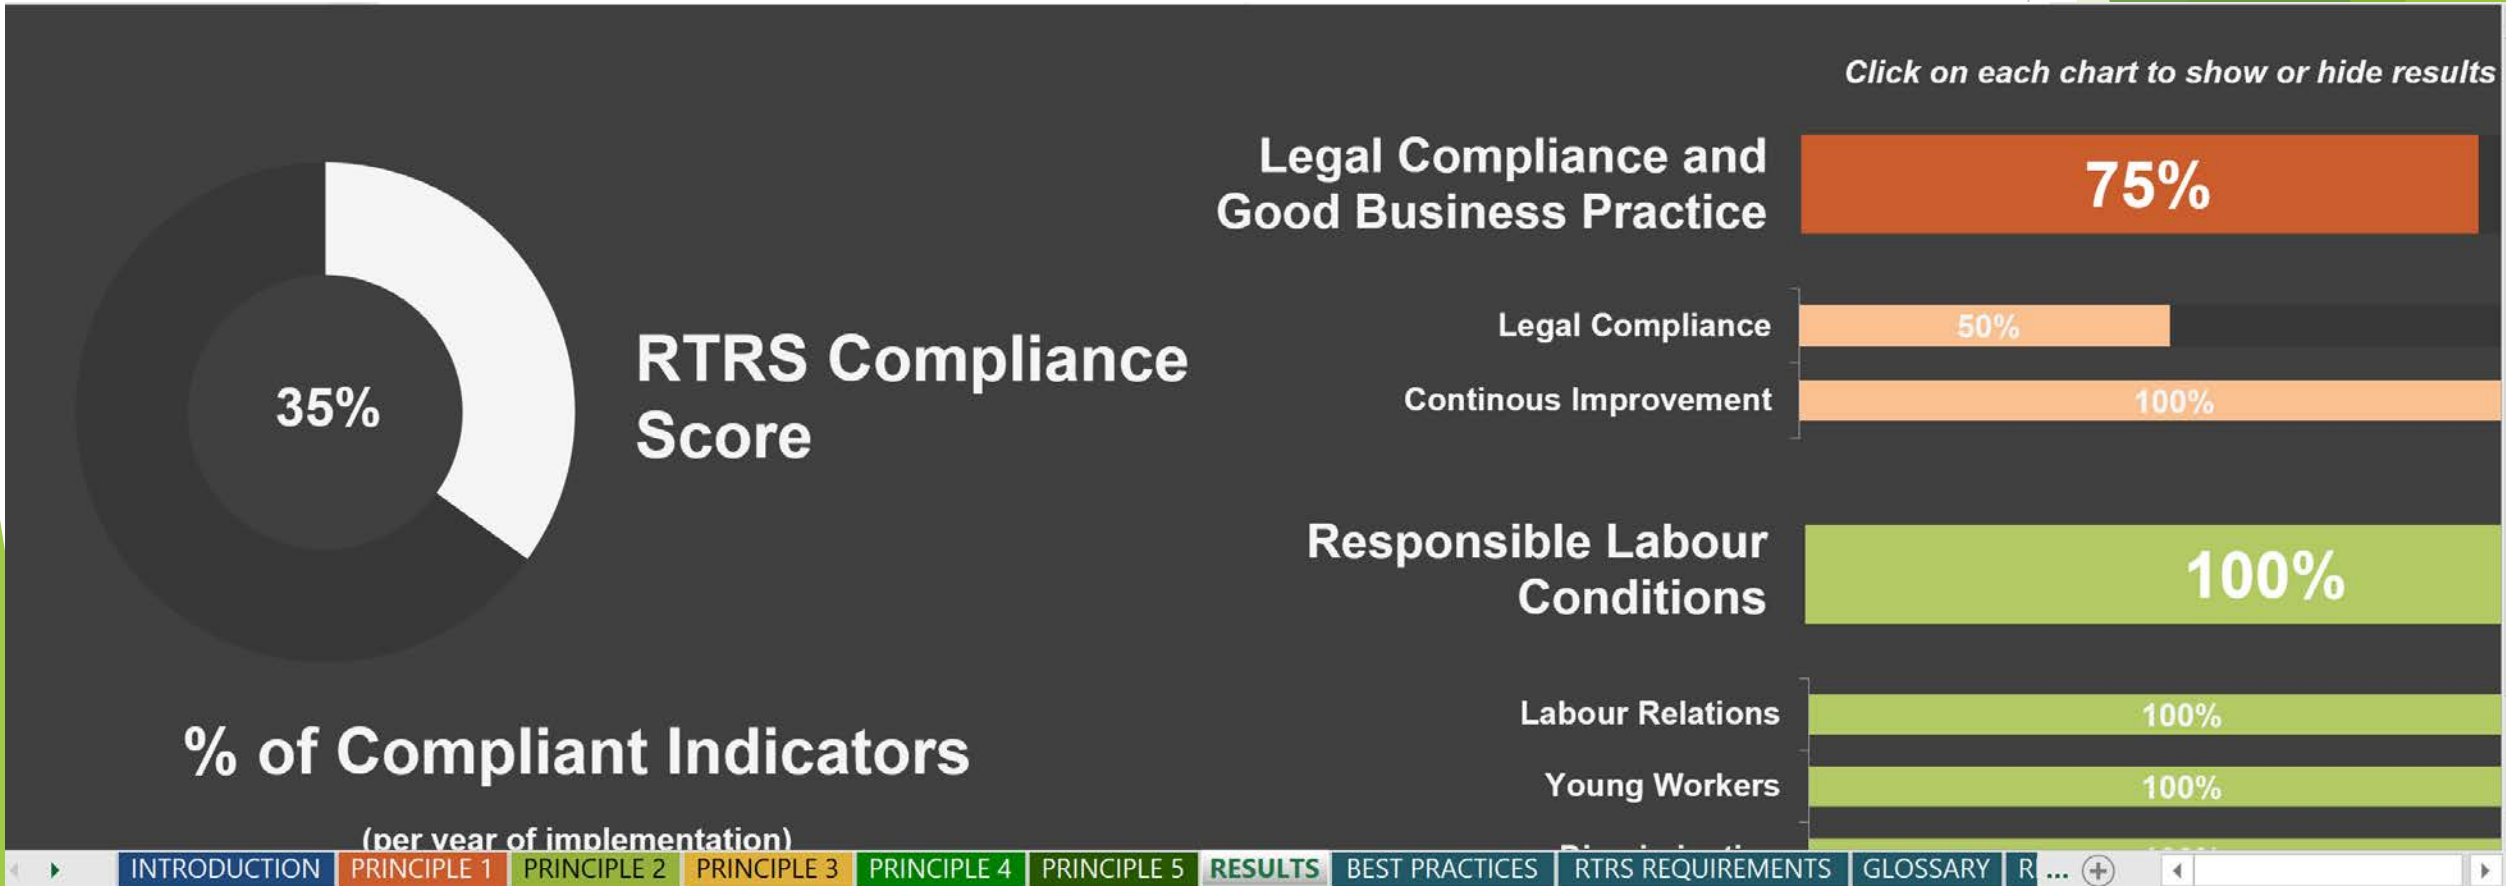 Click on each chart to show or hide results
Legal Compliance and
Good Business Practice
75%
Legal Compliance
50%
Continous Improvement
100%
35%
RTRS Compliance
Score
Responsible Labour
Conditions
100%
Labour Relations
100%
Young Workers
100%
% of Compliant Indicators
(per year of implementation)
INTRODUCTION PRINCIPLE 1 PRINCIPLE 2 PRINCIPLE 3 PRINCIPLE 4 PRINCIPLE 5 RESULTS BEST PRACTICES RTRS REQUIREMENTS GLOSSARY R ...